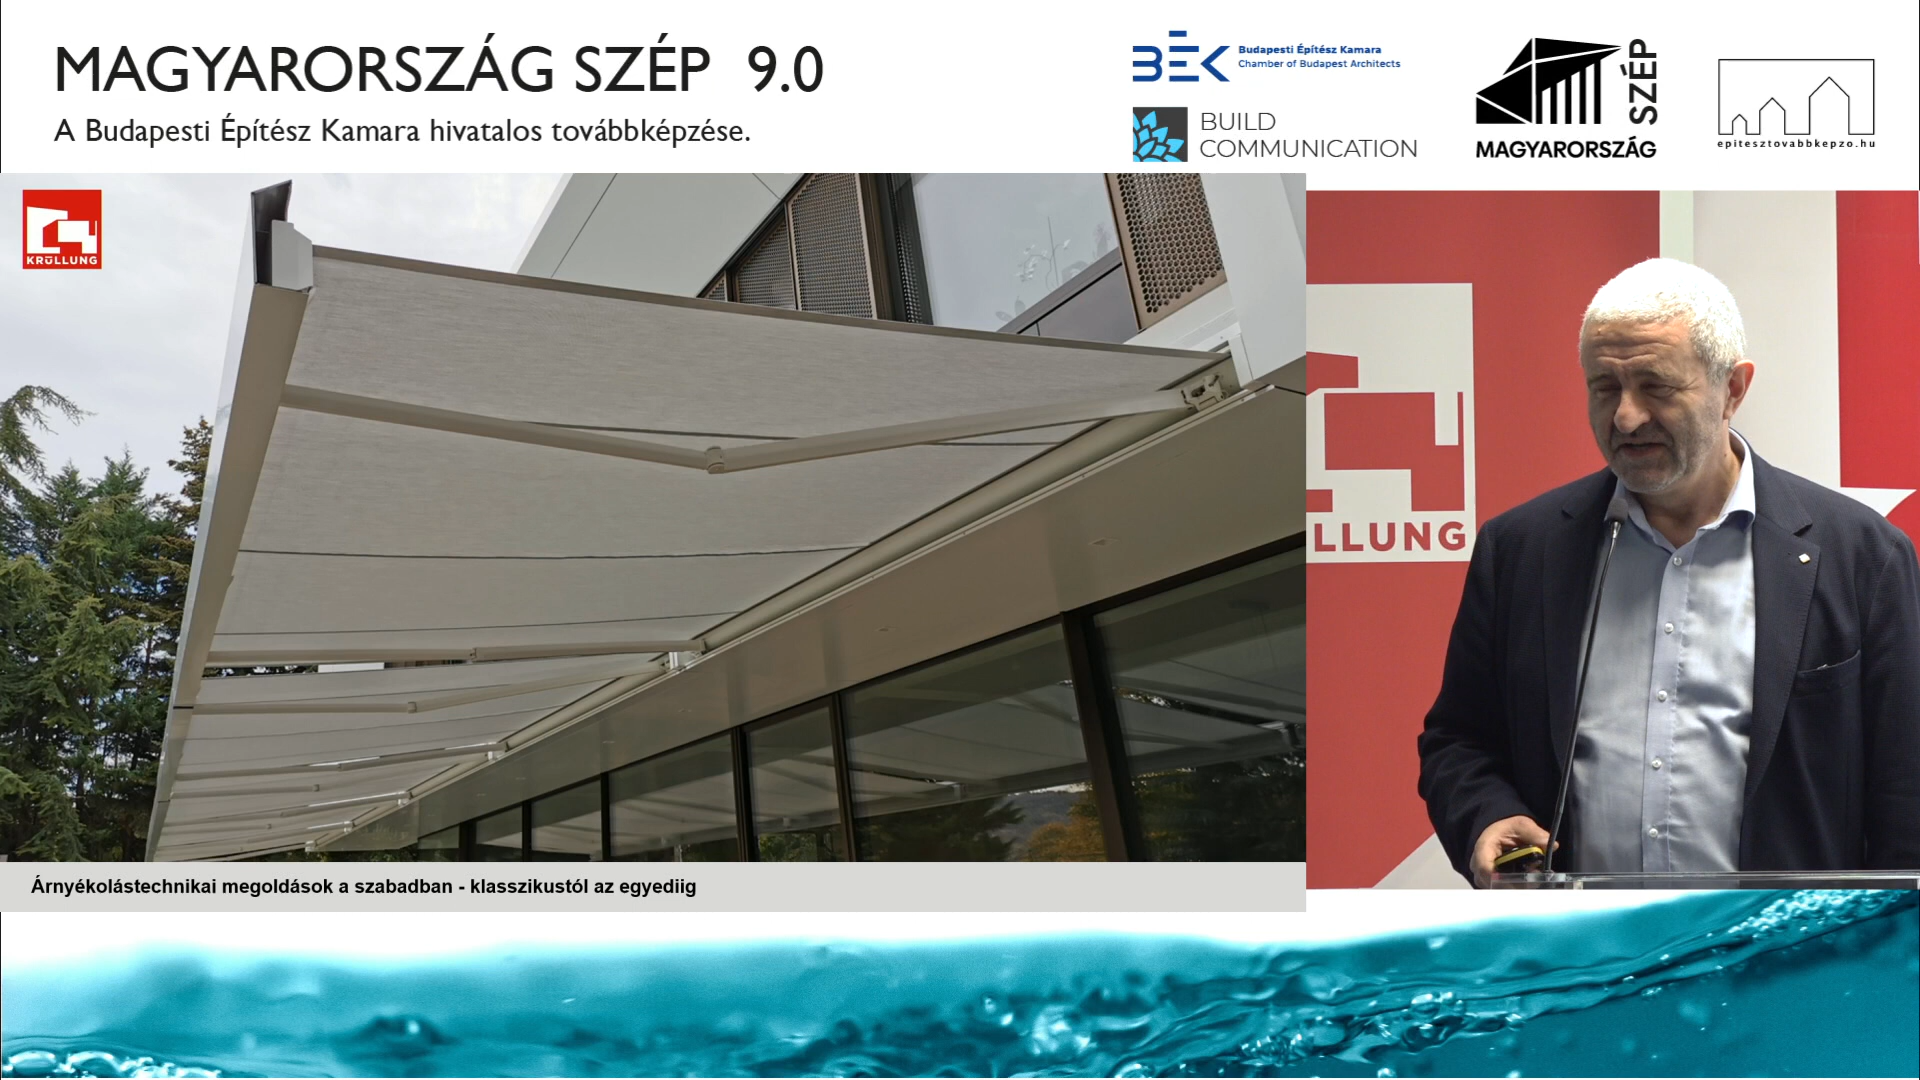 MAGYARORSZÁG SZÉP 9.0
A Budapesti Építész Kamara hivatalos továbbképzése.
BÉK
Budapesti Építész Kamara
Chamber of Budapest Architects
BUILD
COMMUNICATION
MAGYARORSZÁG
SZÉP
epitesztovabbkepzo.hu
KRÜLLUNG
LLUNG
Árnyékolástechnikai megoldások a szabadban - klasszikustól az egyediig